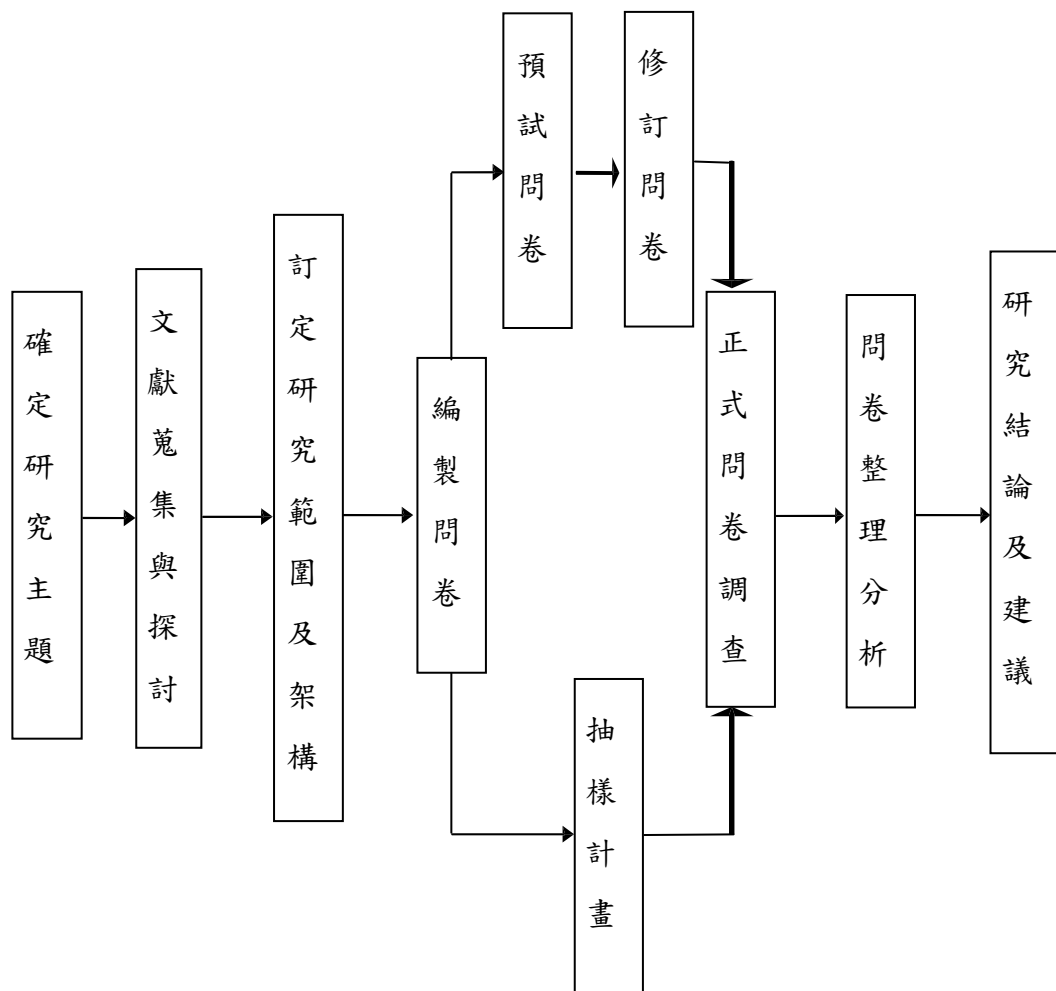 確定研究主題
文獻蒐集與探討
訂定研究範圍及架構
編製問卷
預試問卷
修訂問卷
抽樣計畫
正式問卷調查
問卷整理分析
研究結論及建議